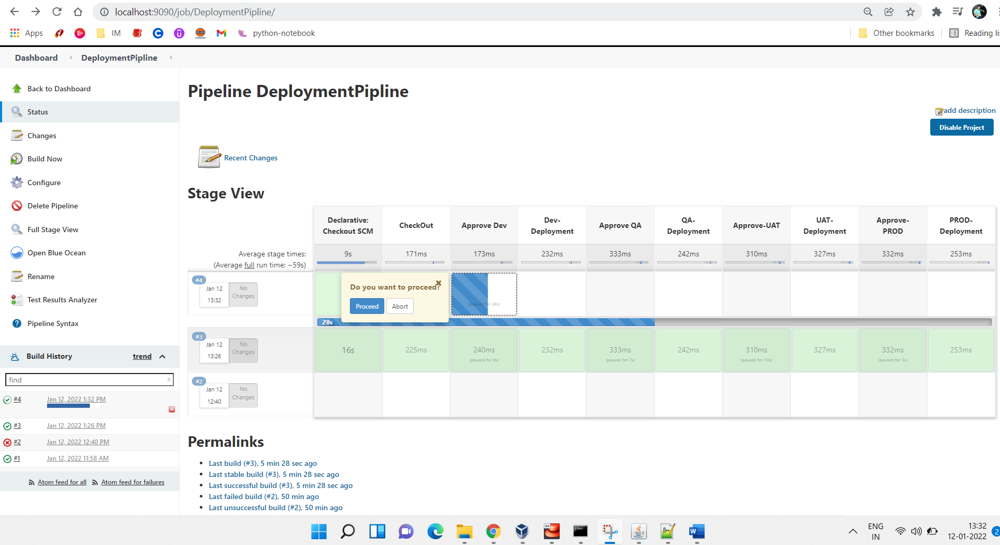 localhost:9090/job/DeploymentPipline/
Apps
IM
python-notebook
Other bookmarks
Reading lis
Dashboard
DeploymentPipline
Back to Dashboard
Status
Changes
Build Now
Configure
Delete Pipeline
Full Stage View
Open Blue Ocean
Rename
Test Results Analyzer
Pipeline Syntax
Build History
trend
find
x
#4
Jan 12, 2022 1:32 PM
#3
Jan 12, 2022 1:26 PM
#2
Jan 12, 2022 12:40 PM
#1
Jan 12, 2022 11:58 AM
Atom feed for all
Atom feed for failures
Pipeline DeploymentPipline
add description
Disable Project
Recent Changes
Stage View
Declarative: Checkout SCM
CheckOut
Approve Dev
Dev-Deployment
Approve QA
QA-Deployment
Approve-UAT
UAT-Deployment
Approve-PROD
PROD-Deployment
Average stage times:
(Average full run time: ~59s)
9s
171ms
173ms
232ms
333ms
242ms
310ms
327ms
332ms
253ms
#4
Jan 12
13:32
No Changes
Do you want to proceed?
Proceed
Abort
(paused for 24s)
28s
#3
Jan 12
13:26
No Changes
16s
225ms
240ms
(paused for 8s)
232ms
333ms
(paused for 7s)
242ms
310ms
(paused for 10s)
327ms
332ms
(paused for 5s)
253ms
#2
Jan 12
12:40
No Changes
Permalinks
Last build (#3), 5 min 28 sec ago
Last stable build (#3), 5 min 28 sec ago
Last successful build (#3), 5 min 28 sec ago
Last failed build (#2), 50 min ago
Last unsuccessful build (#2), 50 min ago
ENG
IN
13:32
12-01-2022
2